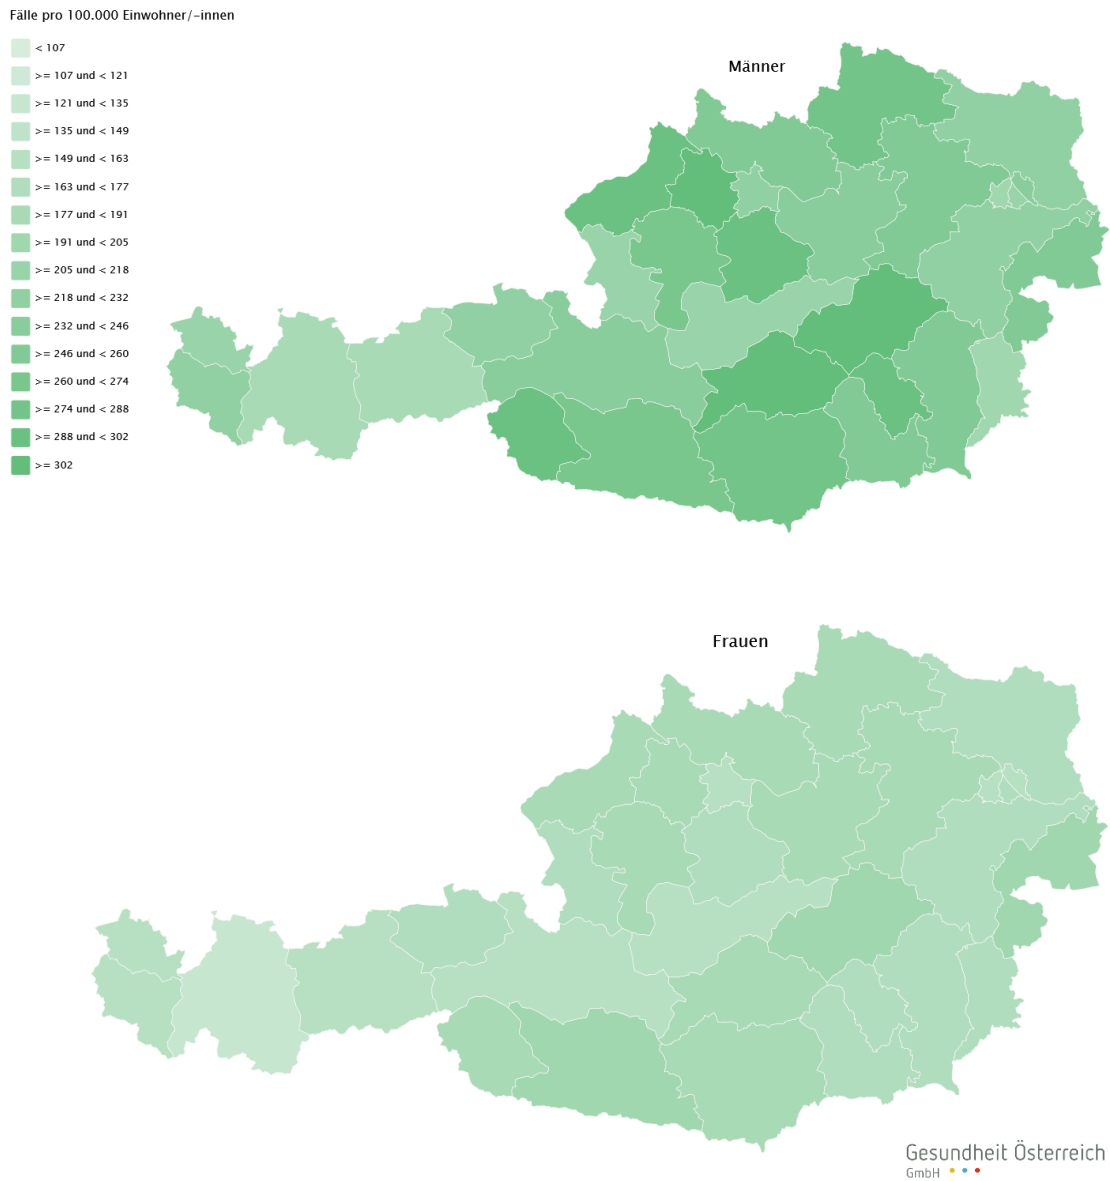 Fälle pro 100.000 Einwohner/-innen
< 107
>= 107 und < 121
>= 121 und < 135
>= 135 und < 149
>= 149 und < 163
>= 163 und < 177
>= 177 und < 191
>= 191 und < 205
>= 205 und < 218
>= 218 und < 232
>= 232 und < 246
>= 246 und < 260
>= 260 und < 274
>= 274 und < 288
>= 288 und < 302
>= 302
Männer
Frauen
Gesundheit Österreich
GmbH